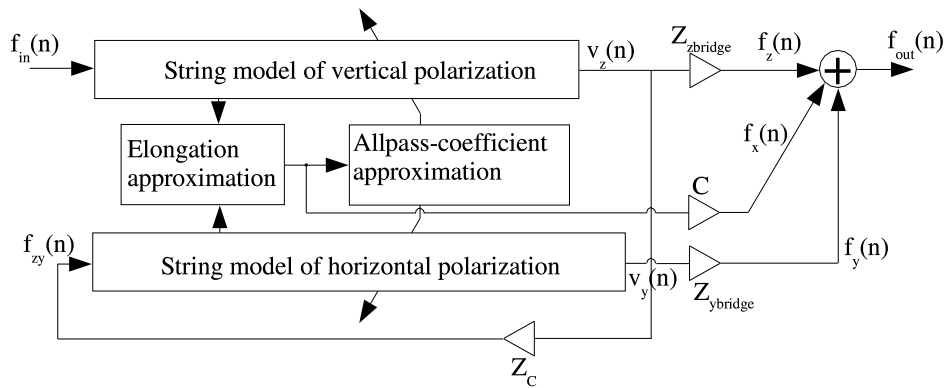 f_in(n)
String model of vertical polarization
v_z(n)
Z_zbridge
f_z(n)
f_out(n)
+
Elongation
approximation
Allpass-coefficient
approximation
f_x(n)
C
f_zy(n)
String model of horizontal polarization
v_y(n)
Z_ybridge
f_y(n)
Z_C